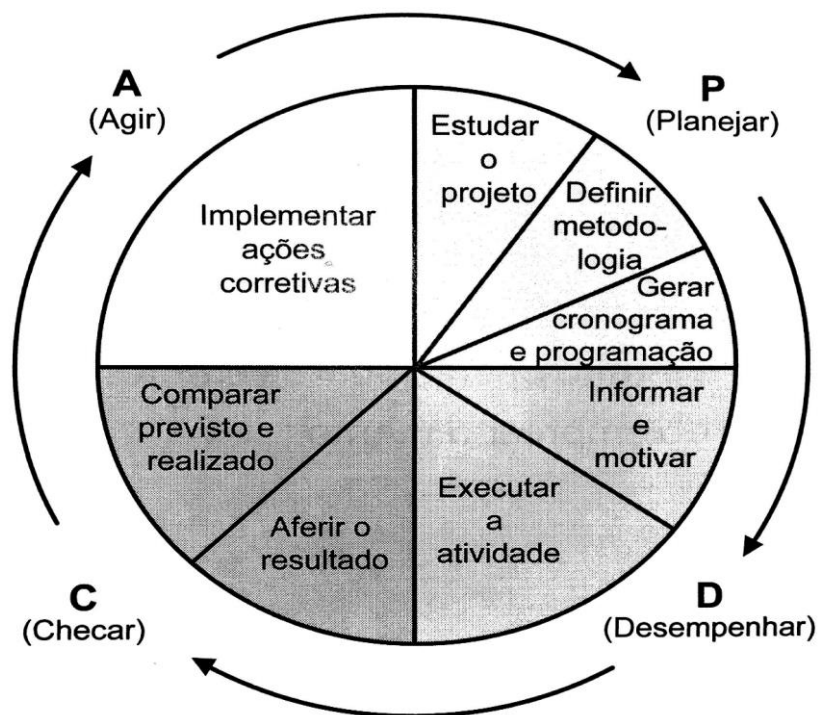 A
(Agir)
P
(Planejar)
Estudar
o
projeto
Definir
metodo-
logia
Gerar
cronograma
e programação
Implementar
ações
corretivas
Informar
e
motivar
Executar
a
atividade
Comparar
previsto e
realizado
Aferir o
resultado
C
(Checar)
D
(Desempenhar)